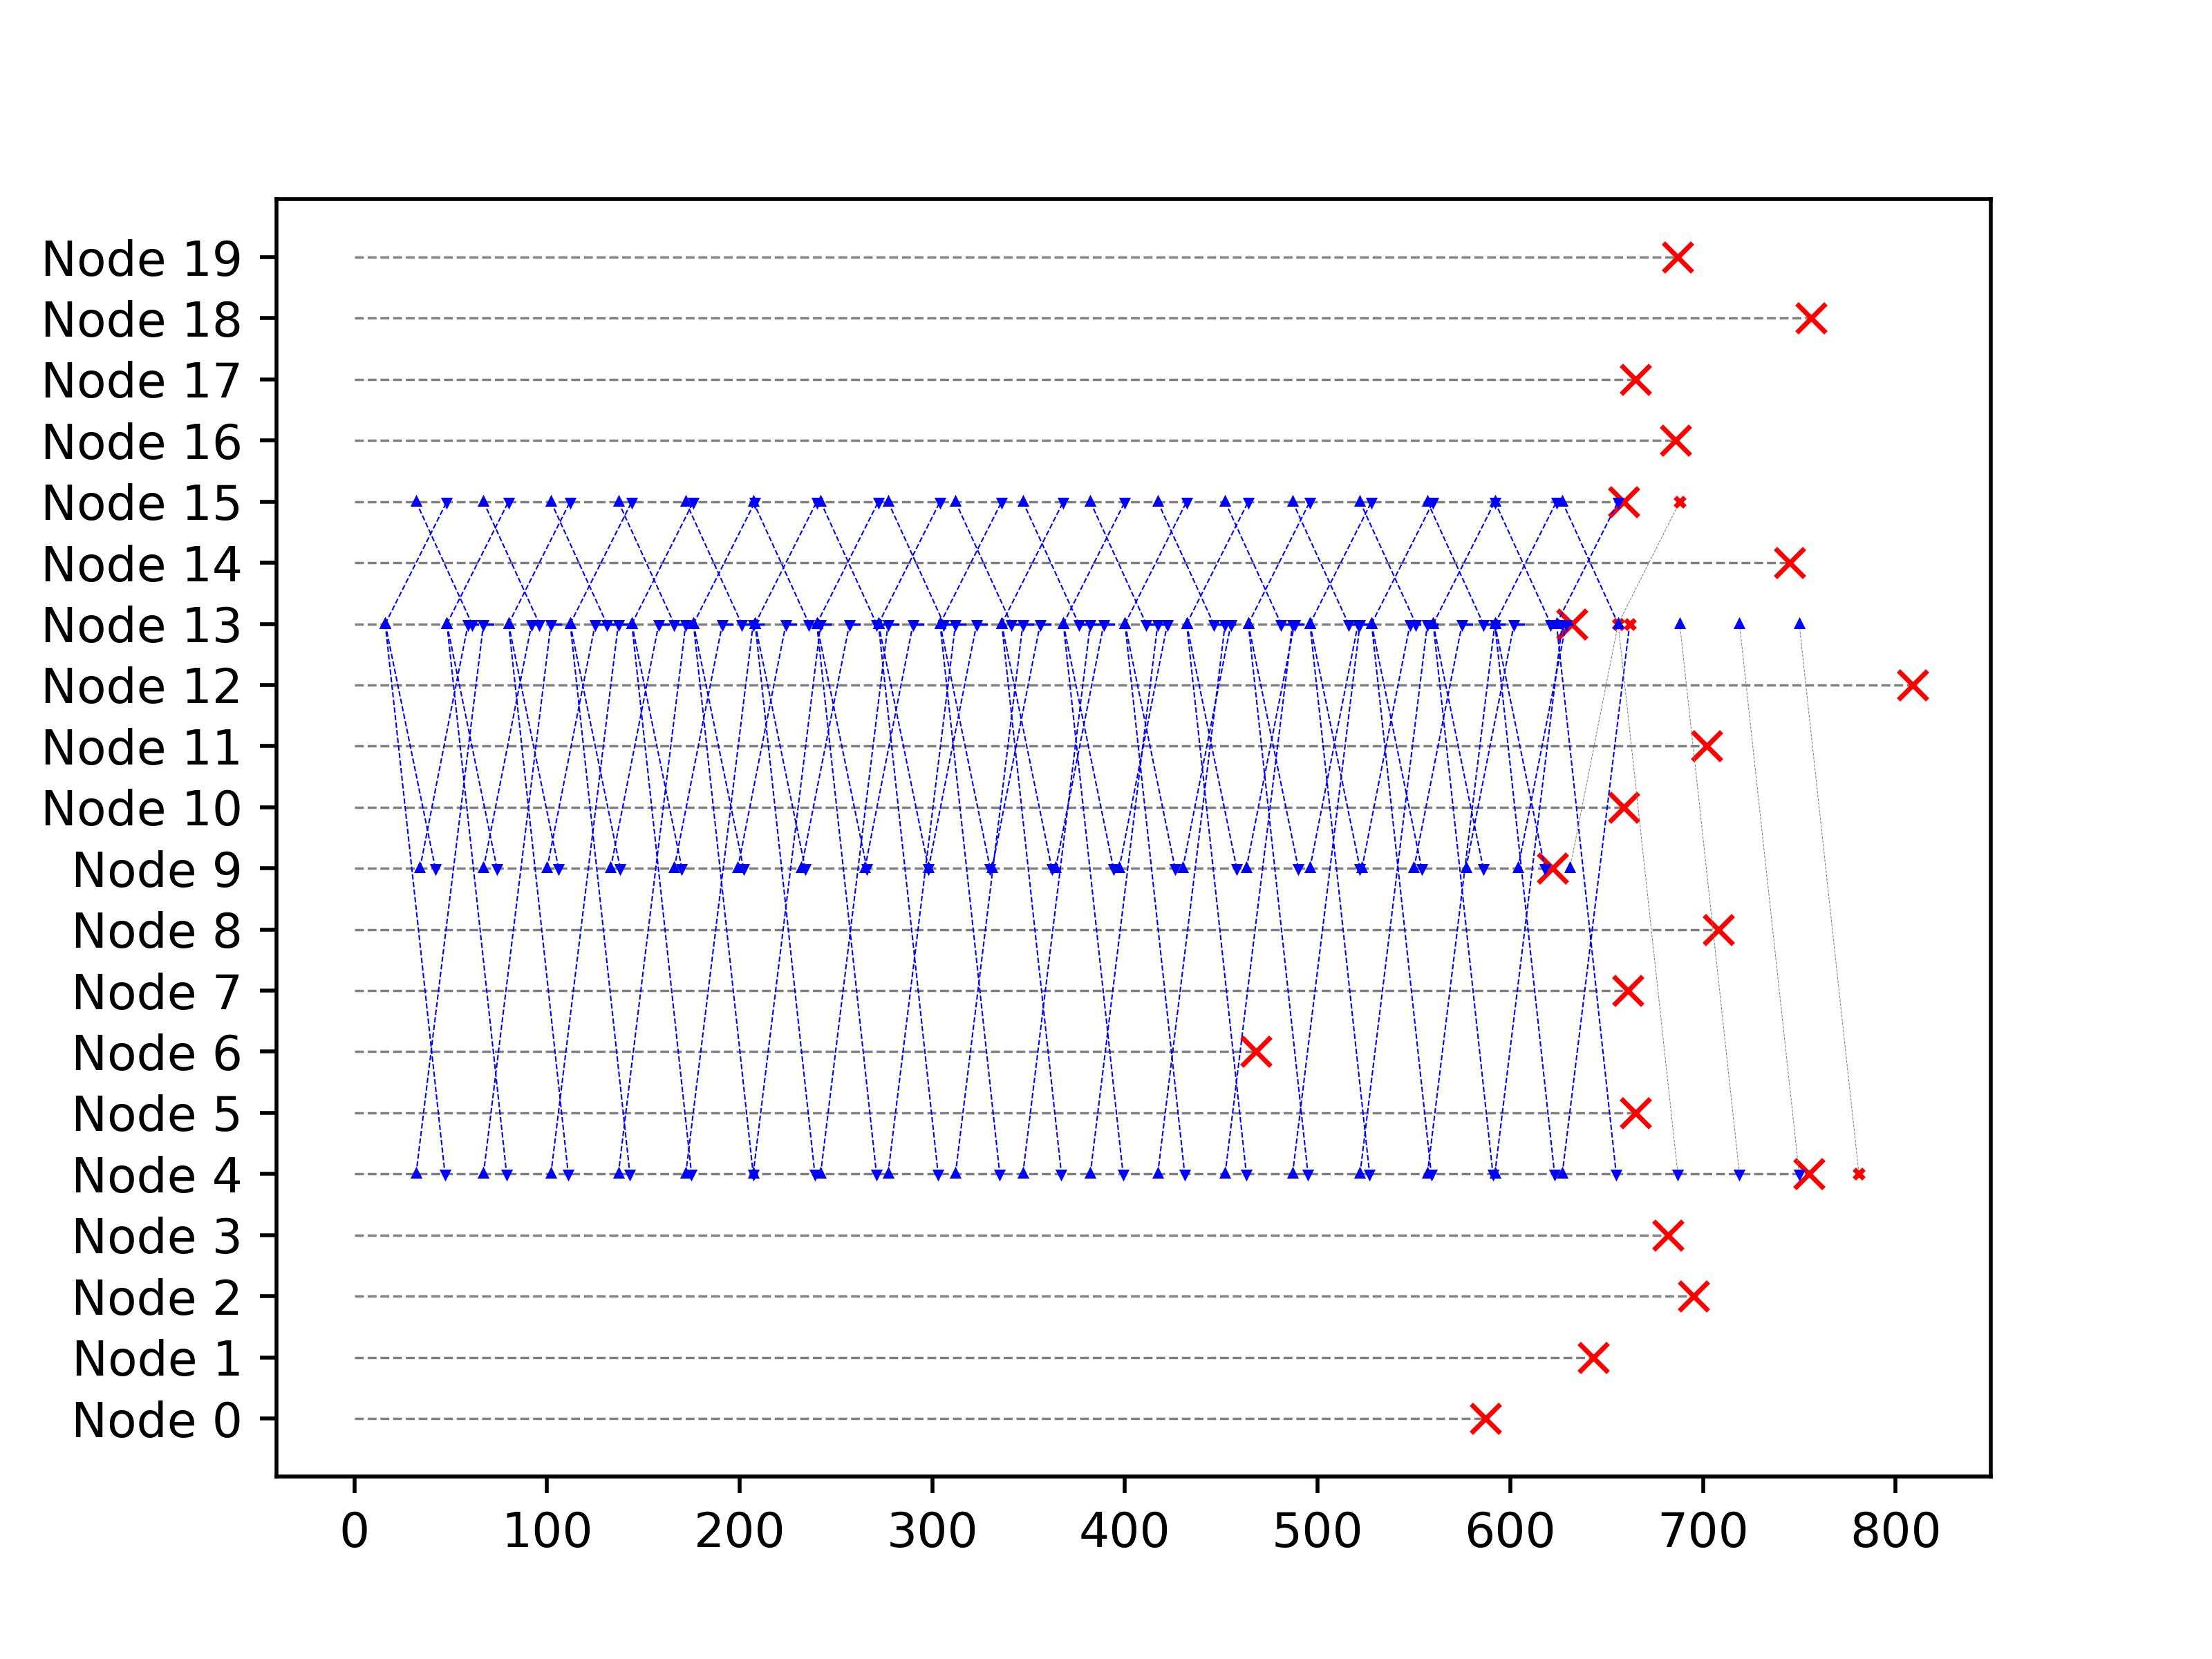 Node 19
Node 18
Node 17
Node 16
Node 15
Node 14
Node 13
Node 12
Node 11
Node 10
Node 9
Node 8
Node 7
Node 6
Node 5
Node 4
Node 3
Node 2
Node 1
Node 0
0 100 200 300 400 500 600 700 800